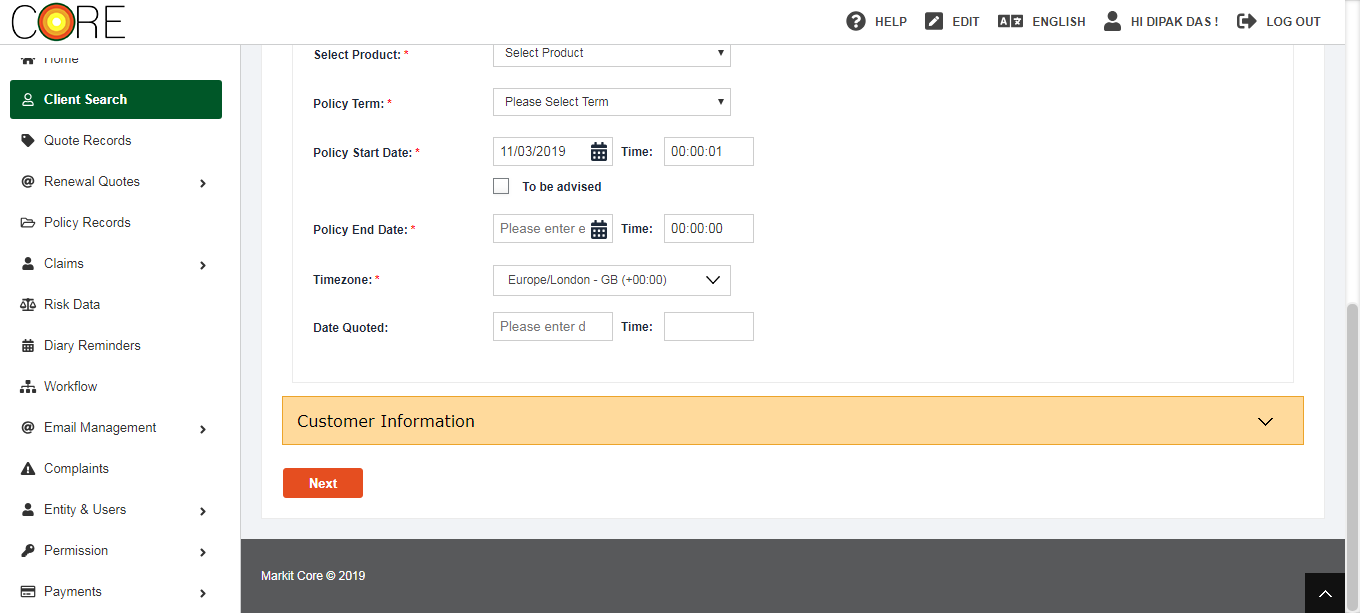 CORE
HELP
EDIT
ENGLISH
HI DIPAK DAS !
LOG OUT
Home
Client Search
Quote Records
Renewal Quotes
Policy Records
Claims
Risk Data
Diary Reminders
Workflow
Email Management
Complaints
Entity & Users
Permission
Payments
Select Product: * Select Product
Policy Term: * Please Select Term
Policy Start Date: * 11/03/2019 Time: 00:00:01
To be advised
Policy End Date: * Please enter e Time: 00:00:00
Timezone: * Europe/London - GB (+00:00)
Date Quoted: Please enter d Time:
Customer Information
Next
Markit Core © 2019